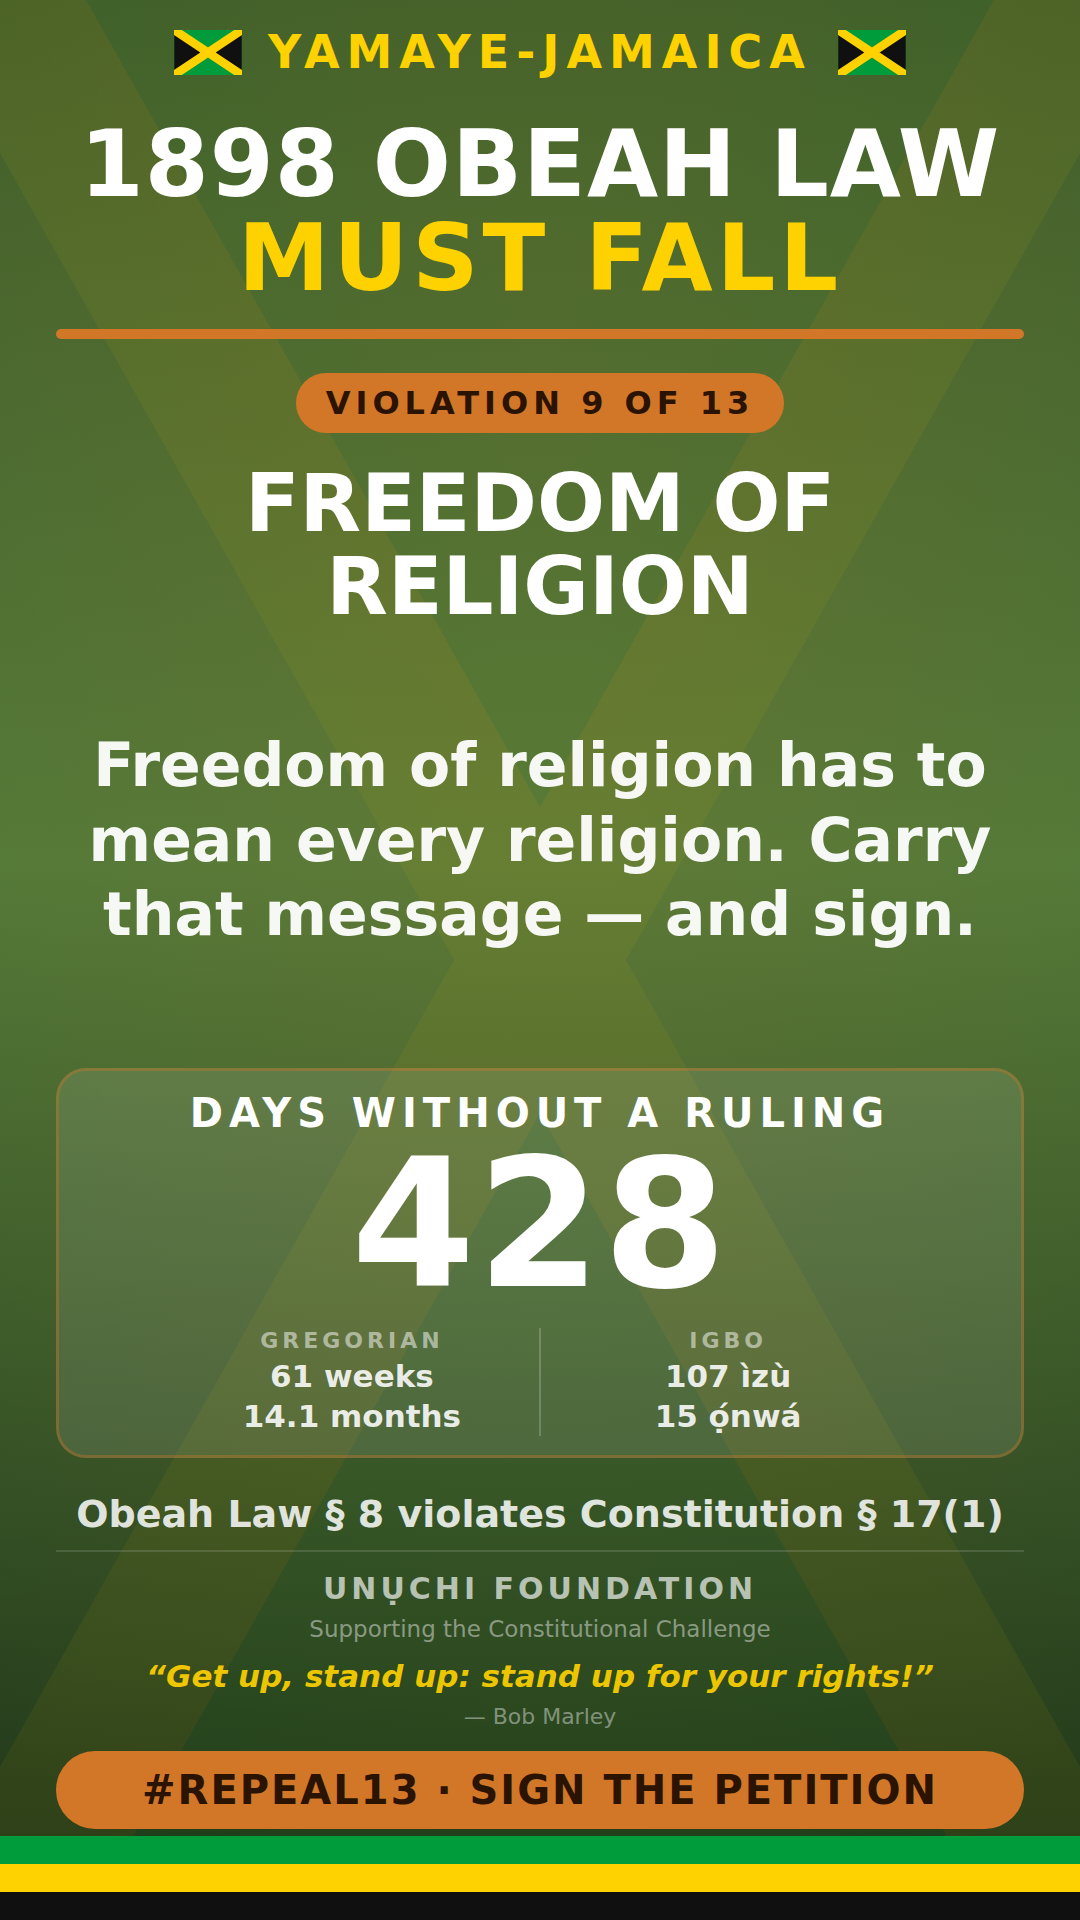 YAMAYE-JAMAICA
1898 OBEAH LAW
MUST FALL
VIOLATION 9 OF 13
FREEDOM OF
RELIGION
Freedom of religion has to
mean every religion. Carry
that message — and sign.
DAYS WITHOUT A RULING
428
GREGORIAN
61 weeks
14.1 months
IGBO
107 ìzù
15 ọ́nwá
Obeah Law § 8 violates Constitution § 17(1)
UNỤCHI FOUNDATION
Supporting the Constitutional Challenge
“Get up, stand up: stand up for your rights!”
— Bob Marley
#REPEAL13 · SIGN THE PETITION